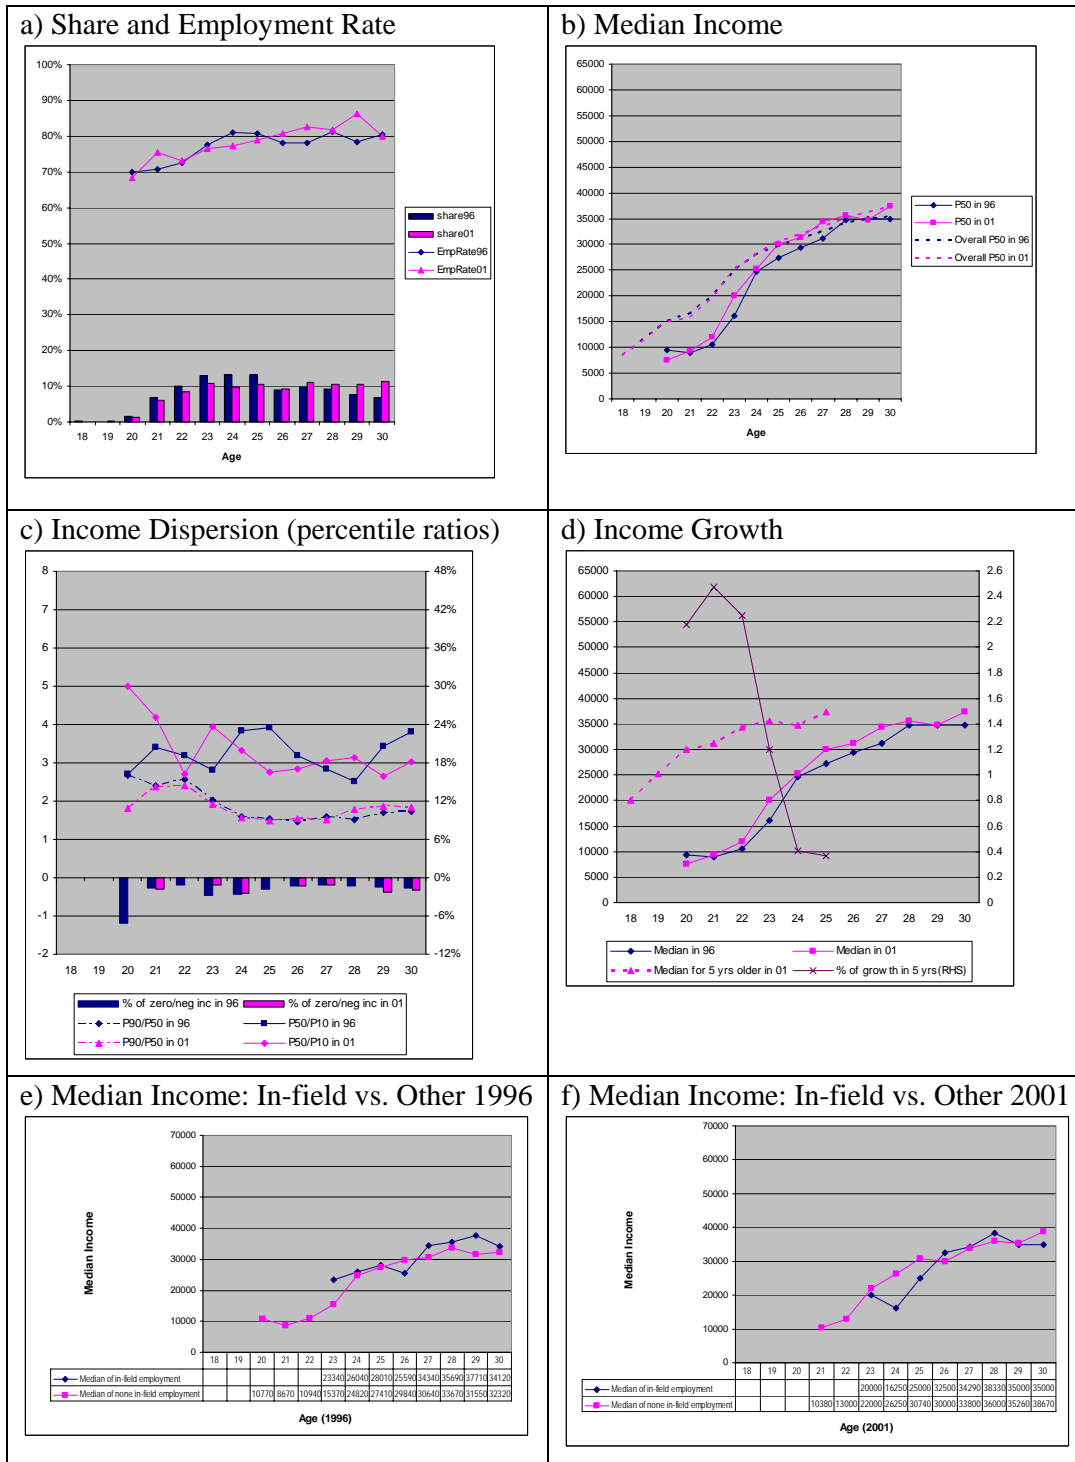 a) Share and Employment Rate
100%
90%
80%
70%
60%
50%
40%
30%
20%
10%
0%
18 19 20 21 22 23 24 25 26 27 28 29 30
Age
share96
share01
EmpRate96
EmpRate01
b) Median Income
65000
60000
55000
50000
45000
40000
35000
30000
25000
20000
15000
10000
5000
0
18 19 20 21 22 23 24 25 26 27 28 29 30
Age
P50 in 96
P50 in 01
Overall P50 in 96
Overall P50 in 01
c) Income Dispersion (percentile ratios)
8 48%
7 42%
6 36%
5 30%
4 24%
3 18%
2 12%
1 6%
0 0%
-1 -6%
-2 -12%
18 19 20 21 22 23 24 25 26 27 28 29 30
% of zero/neg inc in 96 % of zero/neg inc in 01
P90/P50 in 96 P50/P10 in 96
P90/P50 in 01 P50/P10 in 01
d) Income Growth
65000 2.6
60000 2.4
55000 2.2
50000 2
45000 1.8
40000 1.6
35000 1.4
30000 1.2
25000 1
20000 0.8
15000 0.6
10000 0.4
5000 0.2
0 0
18 19 20 21 22 23 24 25 26 27 28 29 30
Median in 96 Median in 01
Median for 5 yrs older in 01 % of growth in 5 yrs(RHS)
e) Median Income: In-field vs. Other 1996
Median Income
70000
60000
50000
40000
30000
20000
10000
0
18 19 20 21 22 23 24 25 26 27 28 29 30
Median of in-field employment 23340 26040 28010 25590 34340 35690 37710 34120
Median of none in-field employment 10770 8670 10940 15370 24820 27410 29840 30640 33670 31550 32320
Age (1996)
f) Median Income: In-field vs. Other 2001
Median Income
70000
60000
50000
40000
30000
20000
10000
0
18 19 20 21 22 23 24 25 26 27 28 29 30
Median of in-field employment 20000 16250 25000 32500 34290 38330 35000 35000
Median of none in-field employment 10380 13000 22000 26250 30740 30000 33800 36000 35260 38670
Age (2001)